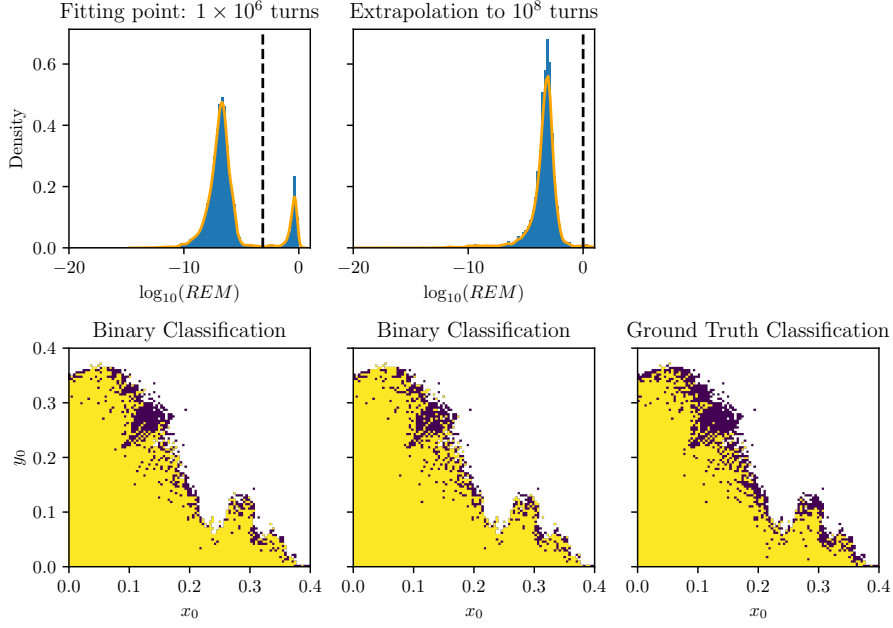 Fitting point: 1 × 10⁶ turns
Extrapolation to 10⁸ turns
Density
0.6
0.4
0.2
0.0
−20
−10
0
−20
−10
0
log₁₀(REM)
log₁₀(REM)
Binary Classification
Binary Classification
Ground Truth Classification
y₀
0.4
0.3
0.2
0.1
0.0
0.0
0.1
0.2
0.3
0.4
0.0
0.1
0.2
0.3
0.4
0.0
0.1
0.2
0.3
0.4
x₀
x₀
x₀